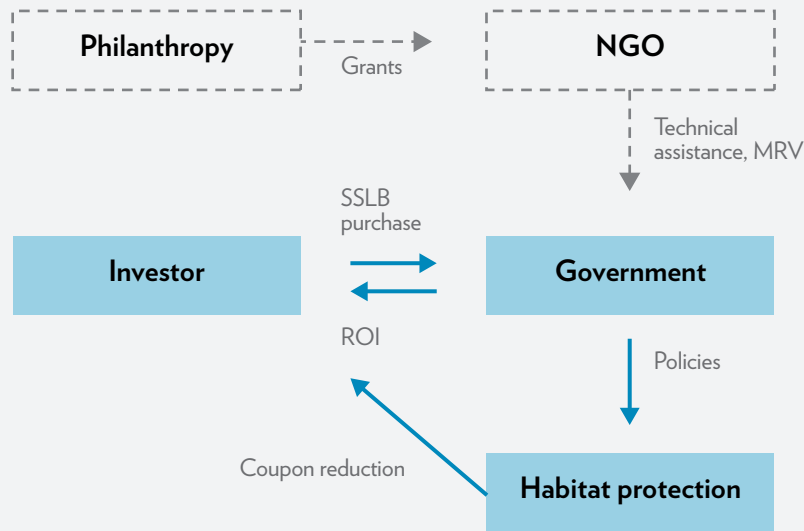 Philanthropy
Grants
NGO
Technical
assistance, MRV
SSLB
purchase
Investor
Government
ROI
Policies
Coupon reduction
Habitat protection